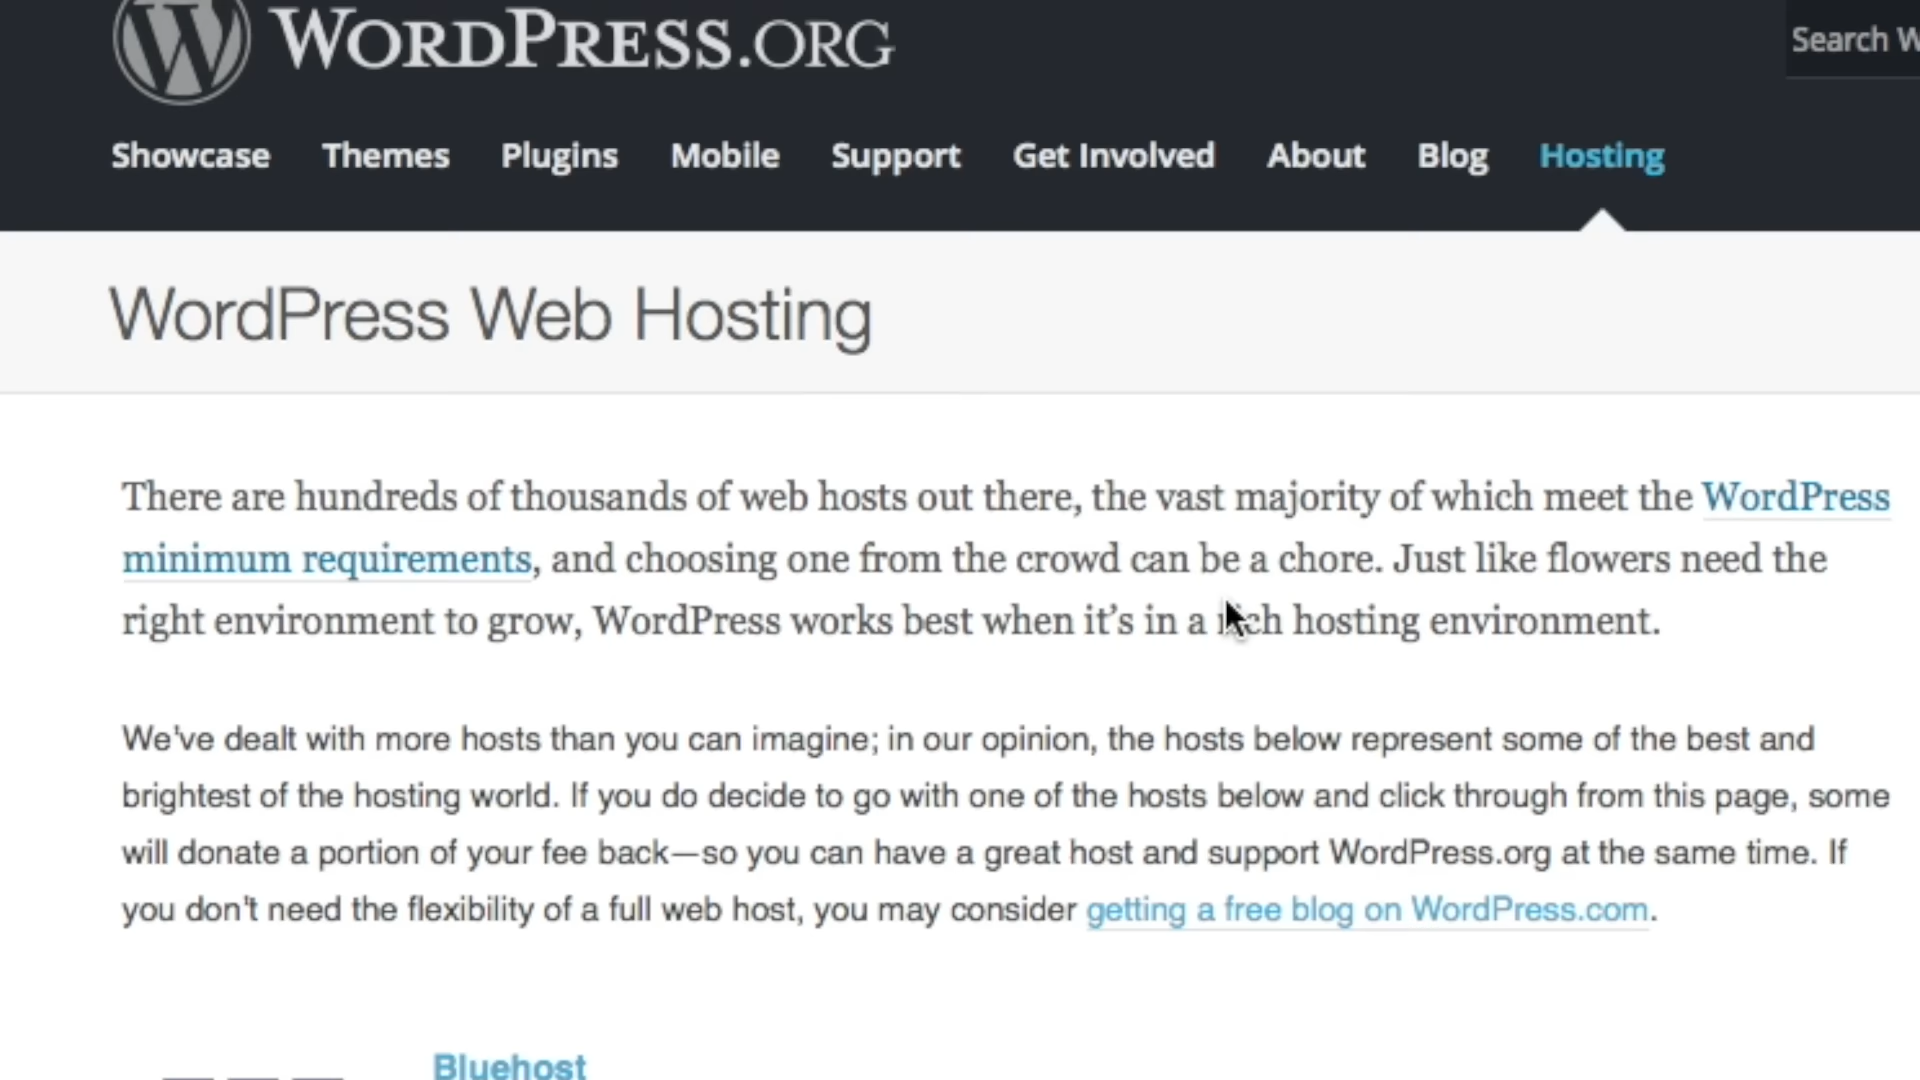 WORDPRESS.ORG
Search W
Showcase Themes Plugins Mobile Support Get Involved About Blog Hosting
WordPress Web Hosting
There are hundreds of thousands of web hosts out there, the vast majority of which meet the WordPress
minimum requirements, and choosing one from the crowd can be a chore. Just like flowers need the
right environment to grow, WordPress works best when it’s in a rich hosting environment.
We've dealt with more hosts than you can imagine; in our opinion, the hosts below represent some of the best and
brightest of the hosting world. If you do decide to go with one of the hosts below and click through from this page, some
will donate a portion of your fee back—so you can have a great host and support WordPress.org at the same time. If
you don't need the flexibility of a full web host, you may consider getting a free blog on WordPress.com.
Bluehost